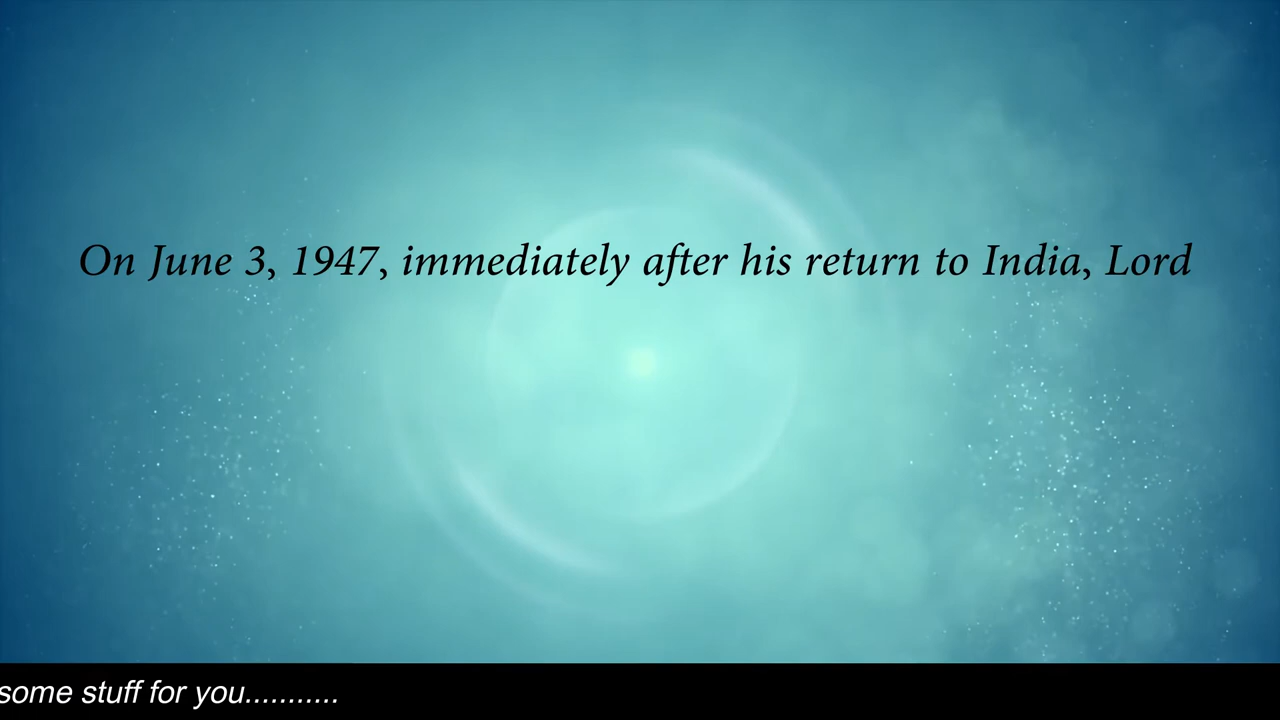 On June 3, 1947, immediately after his return to India, Lord
some stuff for you...........